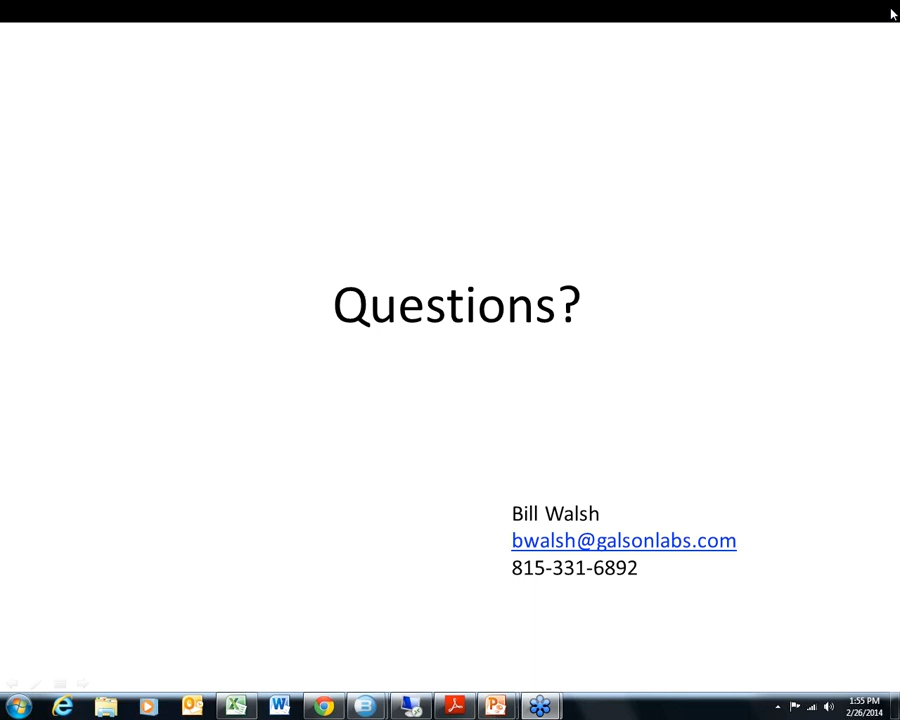 Questions?
Bill Walsh
bwalsh@galsonlabs.com
815-331-6892
1:55 PM
2/26/2014